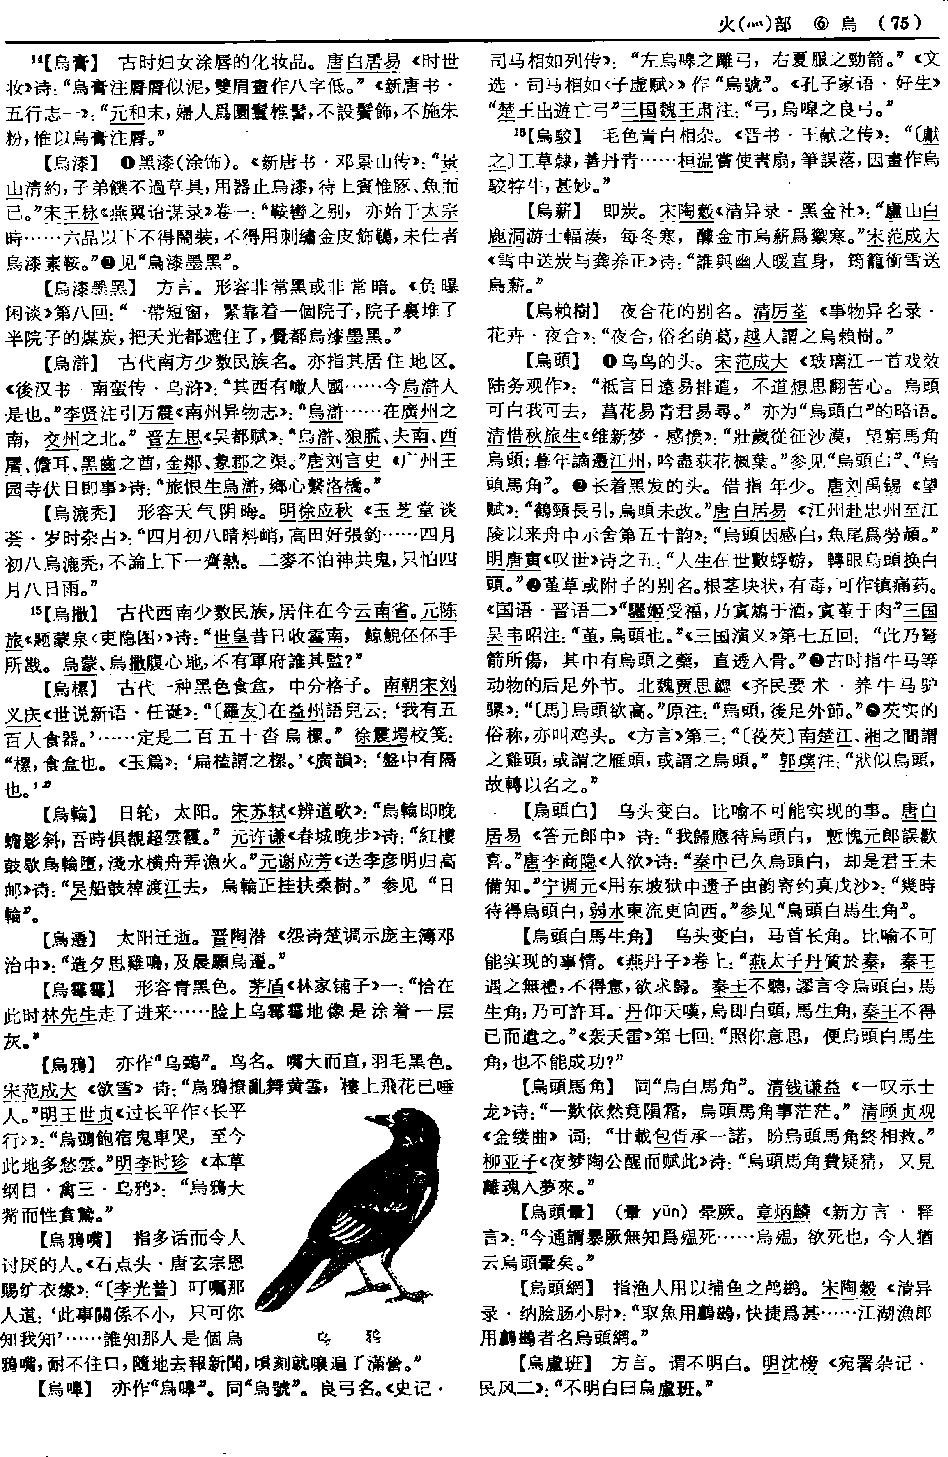 火(灬)部 ⑥ 烏 （75）
¹⁴【烏膏】 古时妇女涂唇的化妆品。唐白居易《时世
妆》诗：“烏膏注脣脣似泥，雙眉畫作八字低。”《新唐书·
五行志一》：“元和末，婦人爲圓鬟椎髻，不設鬢飾，不施朱
粉，惟以烏膏注脣。”
【烏漆】 ❶黑漆(涂饰)。《新唐书·邓景山传》：“景
山清約，子弟饌不過草具，用器止烏漆，待上賓惟豚、魚而
已。”宋王栐《燕翼诒谋录》卷一：“鞍轡之别，亦始于太宗
時……六品以下不得鬧裝，不得用刺繡金皮飾韉，未仕者
烏漆素鞍。”❷见“烏漆墨黑”。
【烏漆墨黑】 方言。形容非常黑或非常暗。《负曝
闲谈》第八回：“一帶短窗，緊靠着一個院子，院子裏堆了
半院子的煤炭，把天光都遮住了，覺都烏漆墨黑。”
【烏滸】 古代南方少数民族名。亦指其居住地区。
《後汉书·南蛮传·乌浒》：“其西有噉人國……今烏滸人
是也。”李贤注引万震《南州异物志》：“烏滸……在廣州之
南，交州之北。”晋左思《吴都赋》：“烏滸、狼𦝫、夫南、西
屠、儋耳、黑齒之酋，金鄰、象郡之渠。”唐刘言史《广州王
园寺伏日即事》诗：“旅恨生烏滸，鄉心繫洛橋。”
【烏漉秃】 形容天气阴晦。明徐应秋《玉芝堂谈
荟·岁时杂占》：“四月初八晴料峭，高田好張釣……四月
初八烏漉秃，不論上下一齊熟。二麥不怕神共鬼，只怕四
月八日雨。”
¹⁵【烏撒】 古代西南少数民族，居住在今云南省。元陈
旅《题蒙泉〈吏隐图〉》诗：“世皇昔日收雲南，鯨鯢伾伾手
所戡。烏蒙、烏撒腹心地，不有軍府誰其監？”
【烏樏】 古代一种黑色食盒，中分格子。南朝宋刘
义庆《世说新语·任诞》：“〔羅友〕在益州語兒云：‘我有五
百人食器。’……定是二百五十沓烏樏。”徐震堮校笺：
“樏，食盒也。《玉篇》：‘扁榼謂之樏。’《廣韻》：‘盤中有隔
也。’”
【烏輪】 日轮，太阳。宋苏轼《辨道歌》：“烏輪即晚
蟾影斜，吾時俱覩超雲霞。”元许谦《春城晚步》诗：“紅樓
鼓歇烏輪墮，淺水横舟弄漁火。”元谢应芳《送李彦明归高
邮》诗：“吴船鼓棹渡江去，烏輪正挂扶桑樹。”参见“日
輪”。
【烏遷】 太阳迁逝。晋陶潜《怨诗楚调示庞主簿邓
治中》：“造夕思雞鳴，及晨願烏遷。”
【烏霉霉】 形容青黑色。茅盾《林家铺子》一：“恰在
此时林先生走了进来……脸上乌霉霉地像是涂着一层
灰。”
【烏鴉】 亦作“乌鵶”。鸟名。嘴大而直，羽毛黑色。
宋范成大《欲雪》诗：“烏鴉撩亂舞黄雲，樓上飛花已唾
人。”明王世贞《过长平作〈长平
行〉》：“烏鵶飽宿鬼車哭，至今
此地多愁雲。”明李时珍《本草
纲目·禽三·乌鸦》：“烏鴉大
觜而性貪鷙。”
【烏鴉嘴】 指多话而令人
讨厌的人。《石点头·唐玄宗恩
赐纩衣缘》：“〔李光普〕叮囑那
人道：‘此事關係不小，只可你
知我知’……誰知那人是個烏
鴉嘴，耐不住口，隨地去報新聞，頃刻就嚷遍了滿營。”
乌 鸦
【烏嘷】 亦作“烏嘷”。同“烏號”。良弓名。《史记·
司马相如列传》：“左烏嘷之雕弓，右夏服之勁箭。”《文
选·司马相如〈子虚赋〉》作“烏號”。《孔子家语·好生》
“楚王出遊亡弓”三国魏王肃注：“弓，烏嘷之良弓。”
¹⁶【烏駮】 毛色青白相杂。《晋书·王献之传》：“〔獻
之〕工草隸，善丹青……桓温嘗使書扇，筆誤落，因畫作烏
駮牸牛，甚妙。”
【烏薪】 即炭。宋陶穀《清异录·黑金社》：“廬山白
鹿洞游士輻湊，每冬寒，醵金市烏薪爲禦寒。”宋范成大
《雪中送炭与龚养正》诗：“誰與幽人暖直身，筠籠衝雪送
烏薪。”
【烏賴樹】 夜合花的别名。清厉荃《事物异名录·
花卉·夜合》：“夜合，俗名萌葛，越人謂之烏賴樹。”
【烏頭】 ❶乌鸟的头。宋范成大《玻璃江一首戏效
陆务观作》：“祇言日遠易排遣，不道想思翻苦心。烏頭
可白我可去，菖花易青君易尋。”亦为“烏頭白”的略语。
清惜秋旅生《维新梦·感愤》：“壯歲從征沙漠，望窮馬角
烏頭；暮年謫遷江州，吟盡荻花楓葉。”参见“烏頭白”、“烏
頭馬角”。❷长着黑发的头。借指年少。唐刘禹锡《望
赋》：“鶴頸長引，烏頭未改。”唐白居易《江州赴忠州至江
陵以来舟中示舍弟五十韵》：“烏頭因感白，魚尾爲勞赬。”
明唐寅《叹世》诗之五：“人生在世數蜉蝣，轉眼烏頭换白
頭。”❸堇草或附子的别名。根茎块状，有毒，可作镇痛药。
《国语·晋语二》“驪姬受福，乃寘鴆于酒，寘堇于肉”三国
吴韦昭注：“堇，烏頭也。”《三国演义》第七五回：“此乃弩
箭所傷，其中有烏頭之藥，直透入骨。”❹古时指牛马等
动物的后足外节。北魏贾思勰《齐民要术·养牛马驴
骡》：“〔馬〕烏頭欲高。”原注：“烏頭，後足外節。”❺芡实的
俗称，亦叫鸡头。《方言》第三：“〔莈芡〕南楚江、湘之間謂
之雞頭，或謂之雁頭，或謂之烏頭。”郭璞注：“狀似烏頭，
故轉以名之。”
【烏頭白】 乌头变白。比喻不可能实现的事。唐白
居易《答元郎中》诗：“我歸應待烏頭白，慙愧元郎誤歡
喜。”唐李商隐《人欲》诗：“秦中已久烏頭白，却是君王未
備知。”宁调元《用东坡狱中遗子由韵寄约真戊沙》：“幾時
待得烏頭白，弱水東流更向西。”参见“烏頭白馬生角”。
【烏頭白馬生角】 乌头变白，马首长角。比喻不可
能实现的事情。《燕丹子》卷上：“燕太子丹質於秦，秦王
遇之無禮，不得意，欲求歸。秦王不聽，謬言令烏頭白，馬
生角，乃可許耳。丹仰天嘆，烏即白頭，馬生角，秦王不得
已而遣之。”《轰天雷》第七回：“照你意思，便烏頭白馬生
角，也不能成功？”
【烏頭馬角】 同“烏白馬角”。清钱谦益《一叹示士
龙》诗：“一歎依然竟隕霜，烏頭馬角事茫茫。”清顾贞观
《金缕曲》词：“廿載包胥承一諾，盼烏頭馬角終相救。”
柳亚子《夜梦陶公醒而赋此》诗：“烏頭馬角費疑猜，又見
離魂入夢來。”
【烏頭暈】 (暈 yūn) 晕厥。章炳麟《新方言·释
言》：“今通謂暴厥無知爲殟死……烏殟，欲死也，今人猶
云烏頭暈矣。”
【烏頭網】 指渔人用以捕鱼之鸬鹚。宋陶穀《清异
录·纳脍肠小尉》：“取魚用鸕鷀，快捷爲甚……江湖漁郎
用鸕鷀者名烏頭網。”
【烏盧班】 方言。谓不明白。明沈榜《宛署杂记·
民风二》：“不明白曰烏盧班。”